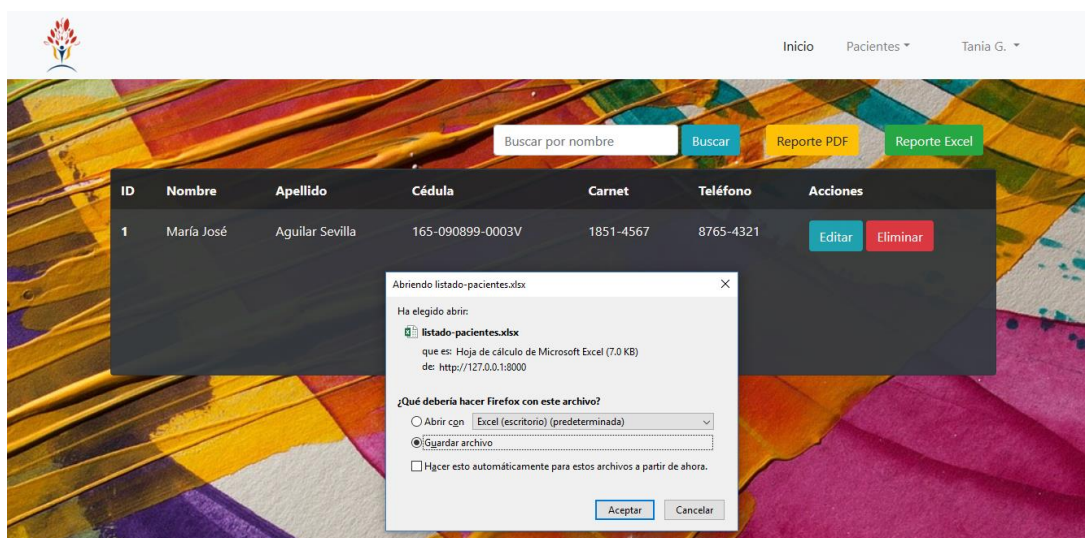 Inicio Pacientes Tania G.
Buscar por nombre Buscar Reporte PDF Reporte Excel
ID Nombre Apellido Cédula Carnet Teléfono Acciones
1 María José Aguilar Sevilla 165-090899-0003V 1851-4567 8765-4321 Editar Eliminar
Abriendo listado-pacientes.xlsx
Ha elegido abrir:
listado-pacientes.xlsx
que es: Hoja de cálculo de Microsoft Excel (7.0 KB)
de: http://127.0.0.1:8000
¿Qué debería hacer Firefox con este archivo?
Abrir con Excel (escritorio) (predeterminada)
Guardar archivo
Hacer esto automáticamente para estos archivos a partir de ahora.
Aceptar Cancelar